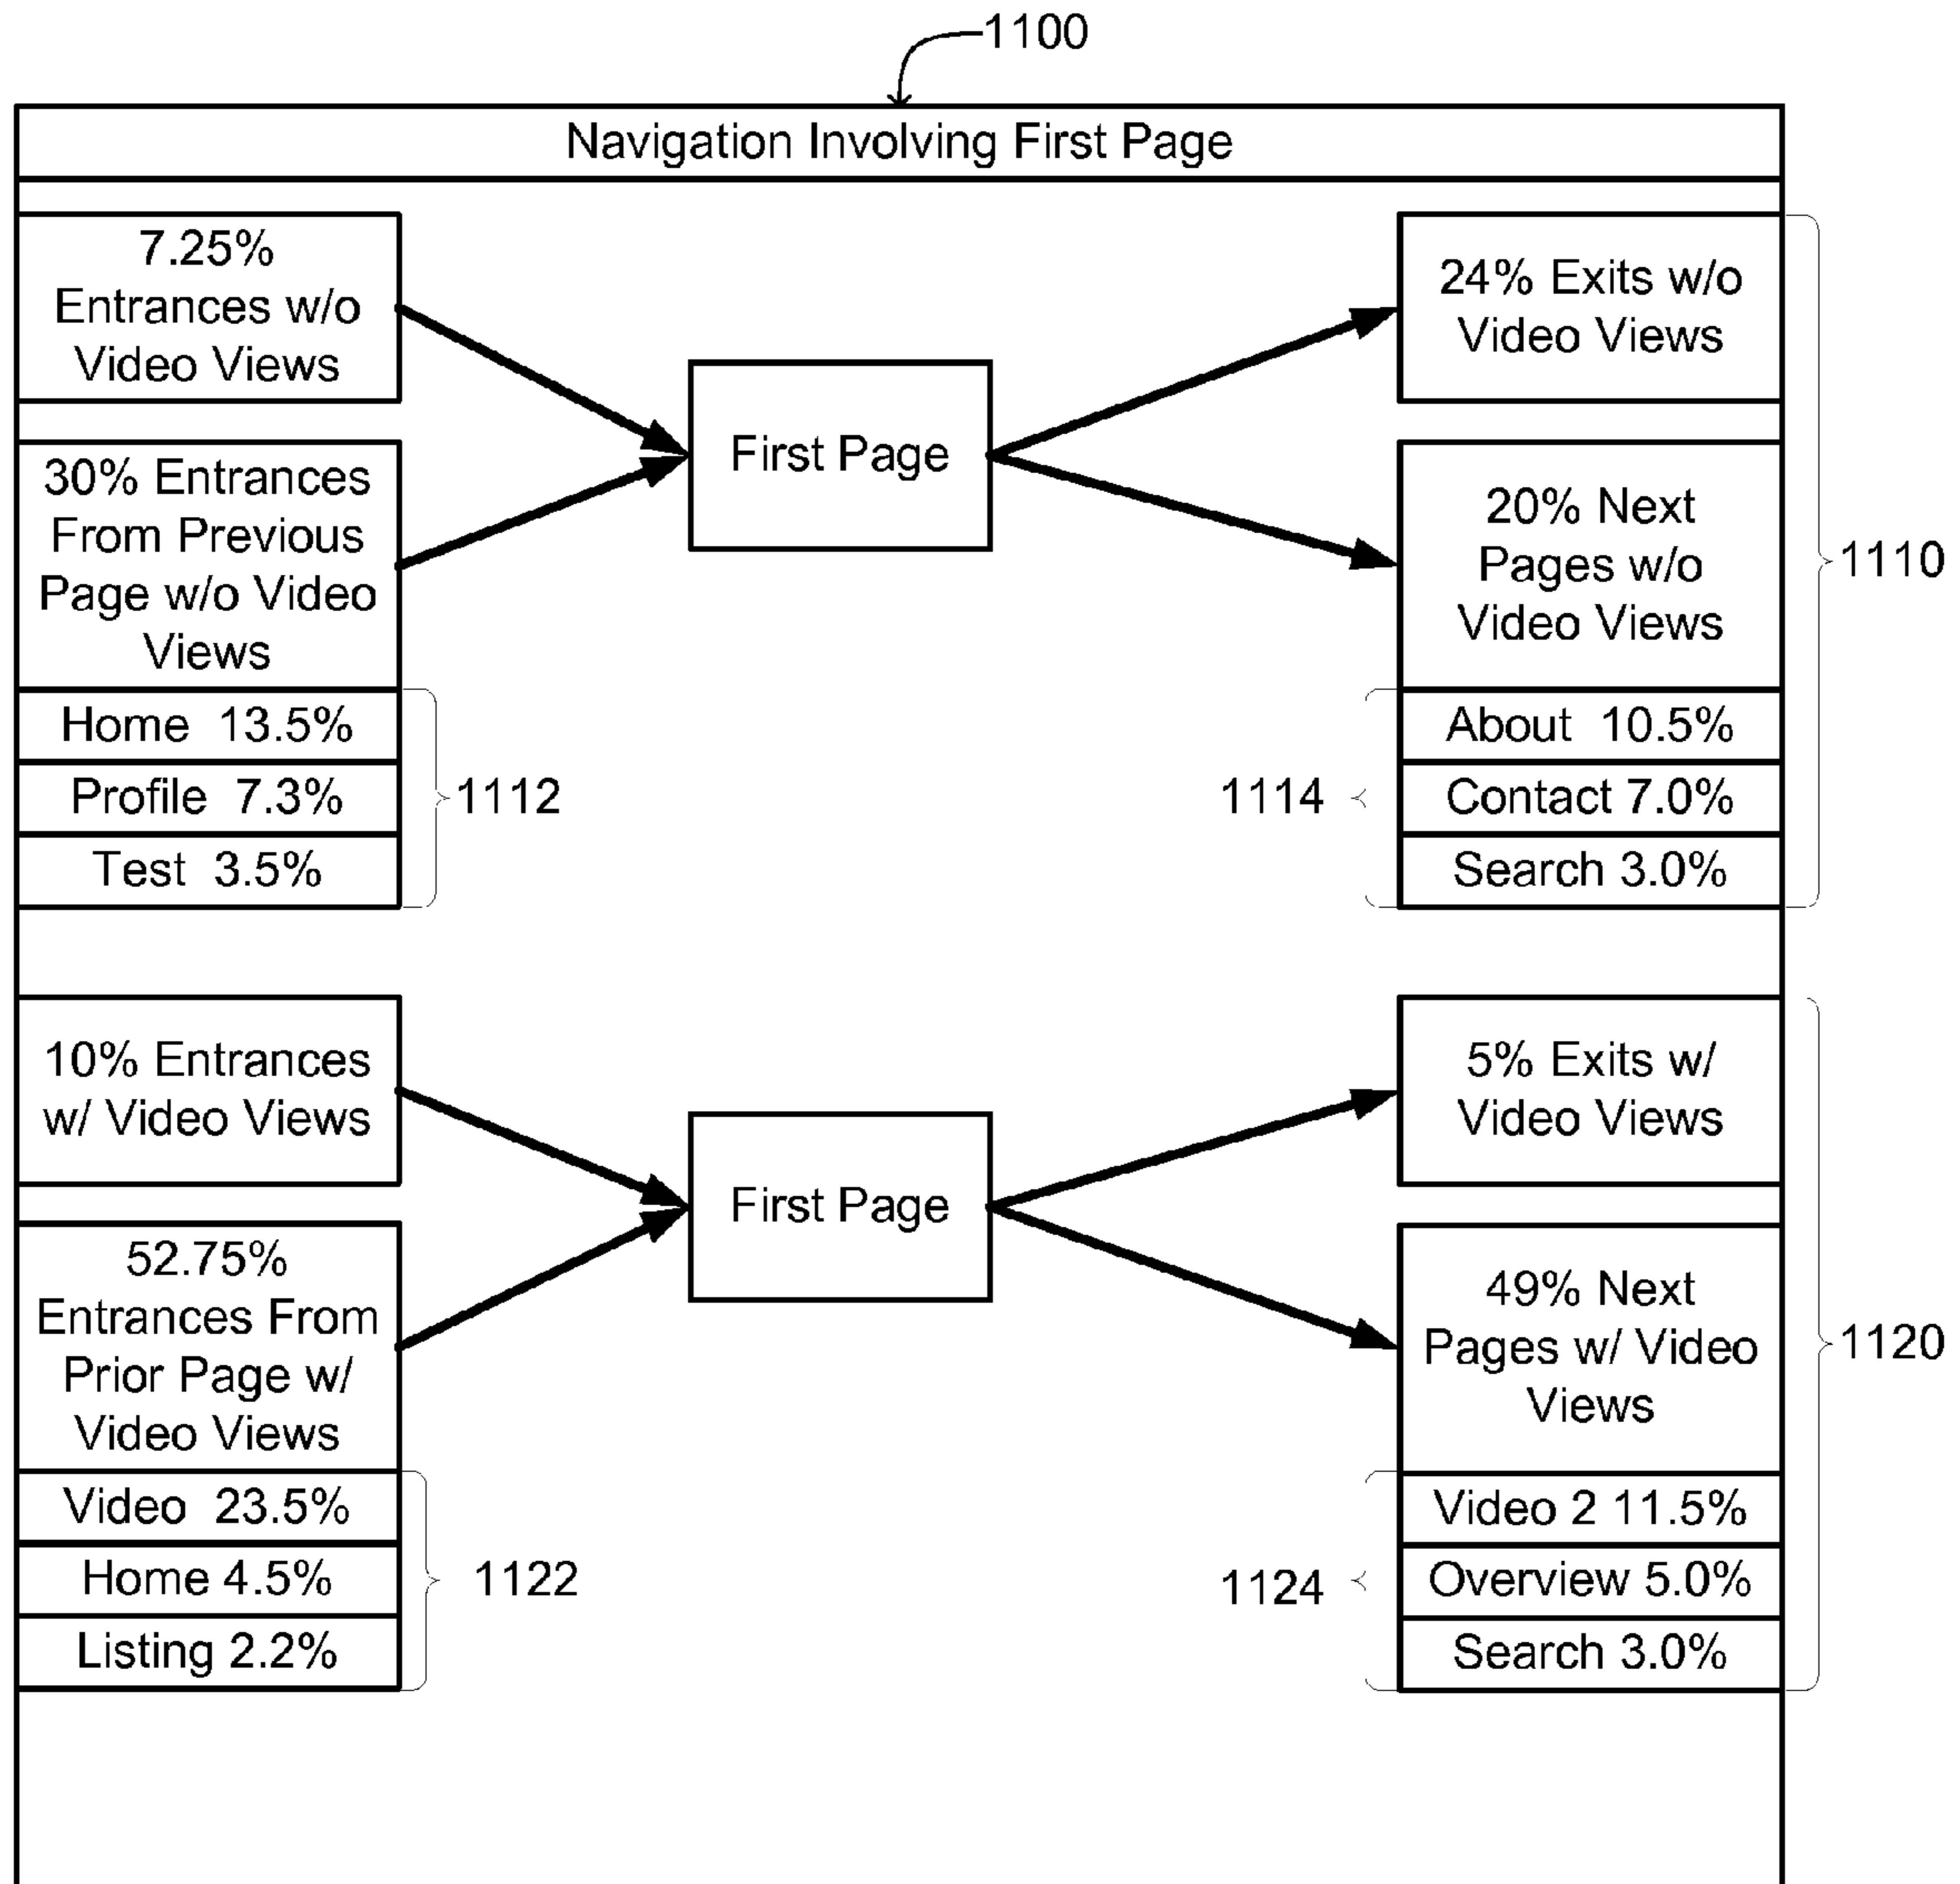 1100
Navigation Involving First Page
7.25%
Entrances w/o
Video Views
30% Entrances
From Previous
Page w/o Video
Views
Home 13.5%
Profile 7.3%
Test 3.5%
1112
First Page
24% Exits w/o
Video Views
20% Next
Pages w/o
Video Views
About 10.5%
Contact 7.0%
Search 3.0%
1114
1110
10% Entrances
w/ Video Views
52.75%
Entrances From
Prior Page w/
Video Views
Video 23.5%
Home 4.5%
Listing 2.2%
1122
First Page
5% Exits w/
Video Views
49% Next
Pages w/ Video
Views
Video 2 11.5%
Overview 5.0%
Search 3.0%
1124
1120